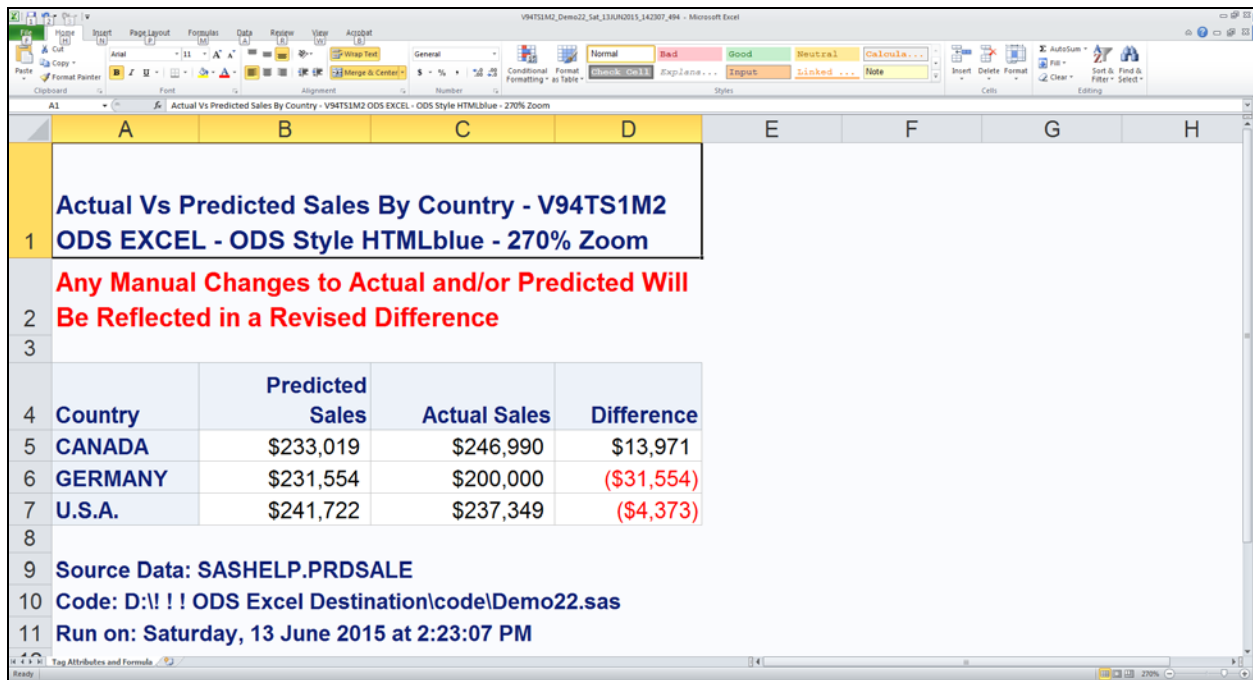 V94TS1M2_Demo22_Sat_13JUN2015_142307_494 - Microsoft Excel
File Home Insert Page Layout Formulas Data Review View Acrobat
Cut
Copy
Format Painter
Paste
Clipboard
Arial 11
B I U
Font
Wrap Text
Merge & Center
Alignment
General
$ % ,
Number
Conditional Formatting
Format as Table
Normal Bad Good Neutral Calcula...
Check Cell Explana... Input Linked ... Note
Styles
Insert Delete Format
Cells
AutoSum
Fill
Clear
Sort & Filter
Find & Select
Editing
A1 fx Actual Vs Predicted Sales By Country - V94TS1M2 ODS EXCEL - ODS Style HTMLblue - 270% Zoom
A B C D E F G H
1 Actual Vs Predicted Sales By Country - V94TS1M2
ODS EXCEL - ODS Style HTMLblue - 270% Zoom
2 Any Manual Changes to Actual and/or Predicted Will
Be Reflected in a Revised Difference
3
4 Country Predicted Sales Actual Sales Difference
5 CANADA $233,019 $246,990 $13,971
6 GERMANY $231,554 $200,000 ($31,554)
7 U.S.A. $241,722 $237,349 ($4,373)
8
9 Source Data: SASHELP.PRDSALE
10 Code: D:\! ! ! ODS Excel Destination\code\Demo22.sas
11 Run on: Saturday, 13 June 2015 at 2:23:07 PM
Tag Attributes and Formula
Ready 270%